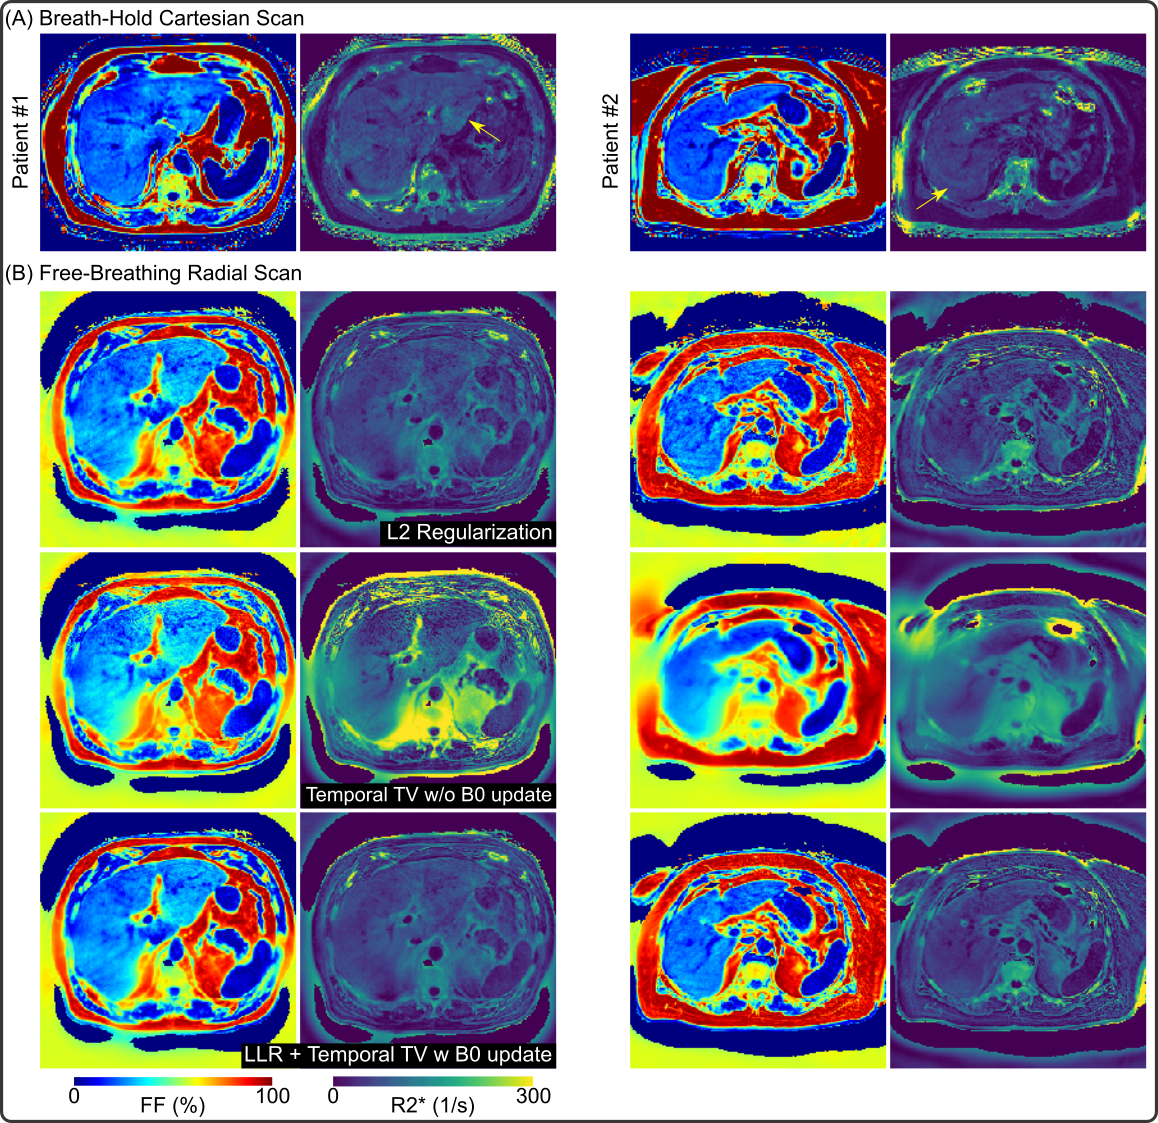 (A) Breath-Hold Cartesian Scan
Patient #1
Patient #2
(B) Free-Breathing Radial Scan
L2 Regularization
Temporal TV w/o B0 update
LLR + Temporal TV w B0 update
0 FF (%) 100
0 R2* (1/s) 300